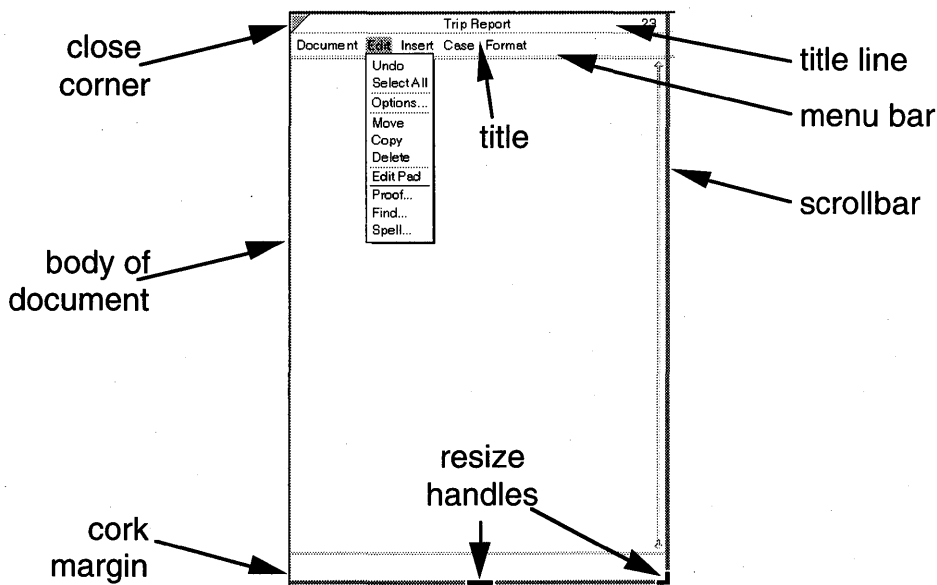 Trip Report 23
Document Edit Insert Case Format
Undo
Select All
Options...
Move
Copy
Delete
Edit Pad
Proof...
Find...
Spell...
close
corner
title line
menu bar
title
scrollbar
body of
document
resize
handles
cork
margin